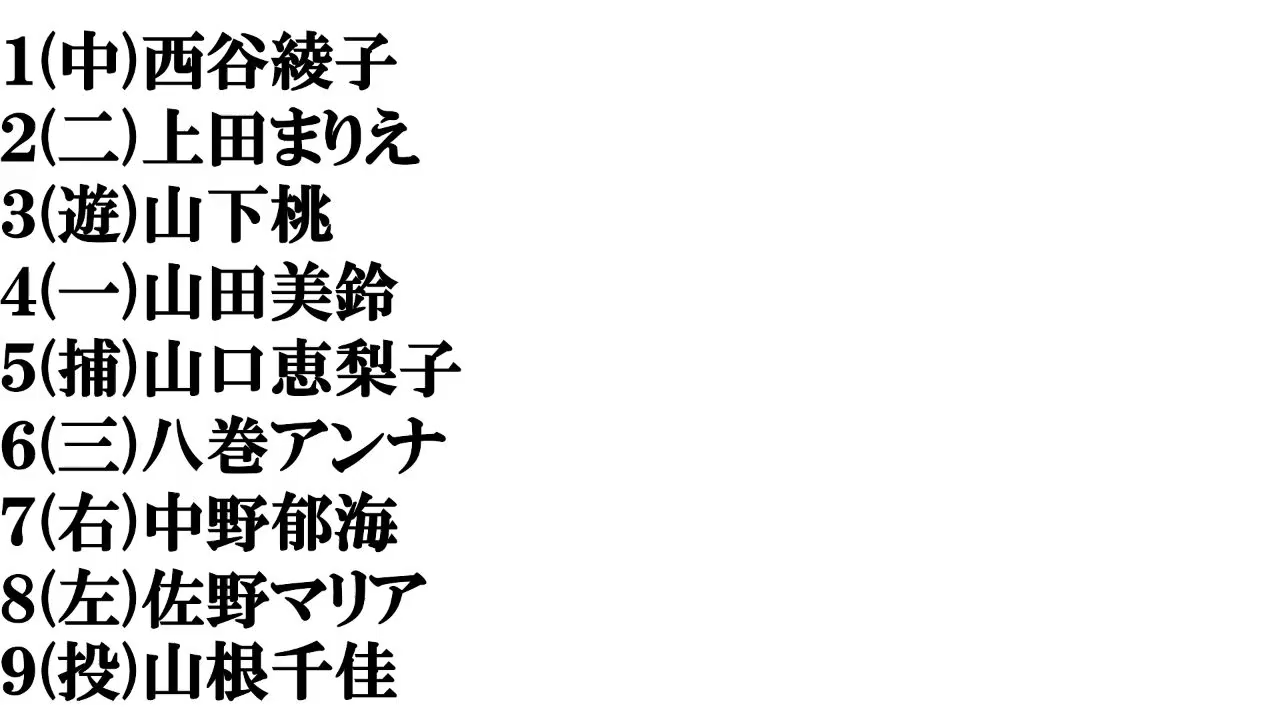 1(中)西谷綾子
2(二)上田まりえ
3(遊)山下桃
4(一)山田美鈴
5(捕)山口恵梨子
6(三)八巻アンナ
7(右)中野郁海
8(左)佐野マリア
9(投)山根千佳